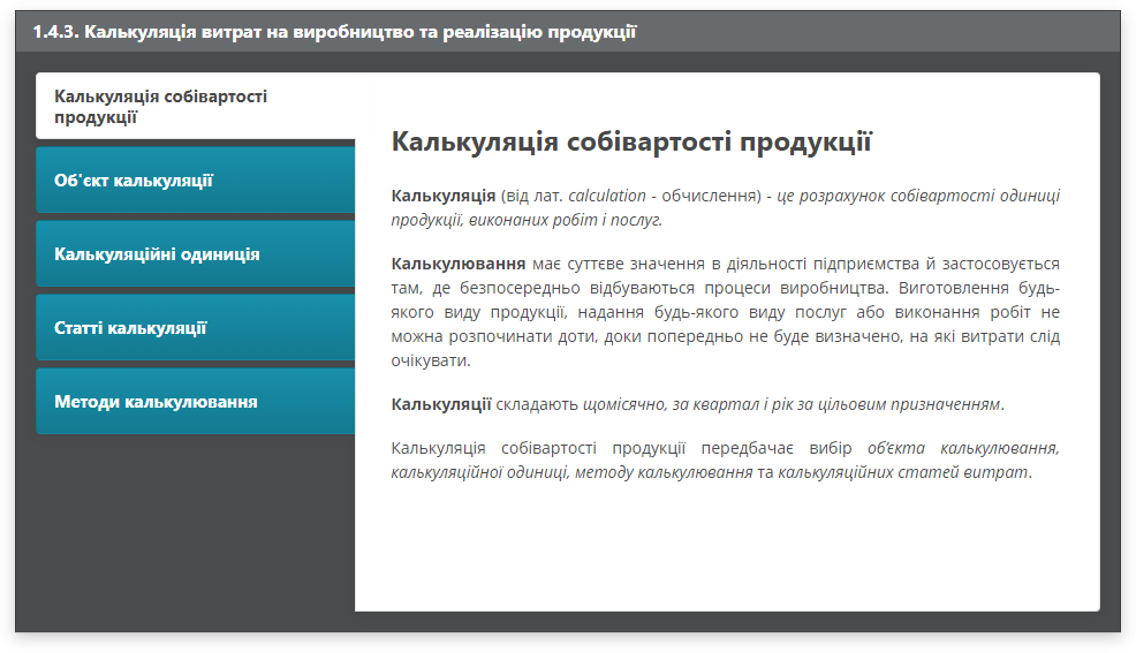 1.4.3. Калькуляція витрат на виробництво та реалізацію продукції
Калькуляція собівартості
продукції
Об'єкт калькуляції
Калькуляційні одиниція
Статті калькуляції
Методи калькулювання
Калькуляція собівартості продукції
Калькуляція (від лат. calculation - обчислення) - це розрахунок собівартості одиниці
продукції, виконаних робіт і послуг.
Калькулювання має суттєве значення в діяльності підприємства й застосовується
там, де безпосередньо відбуваються процеси виробництва. Виготовлення будь-
якого виду продукції, надання будь-якого виду послуг або виконання робіт не
можна розпочинати доти, доки попередньо не буде визначено, на які витрати слід
очікувати.
Калькуляції складають щомісячно, за квартал і рік за цільовим призначенням.
Калькуляція собівартості продукції передбачає вибір об’єкта калькулювання,
калькуляційної одиниці, методу калькулювання та калькуляційних статей витрат.